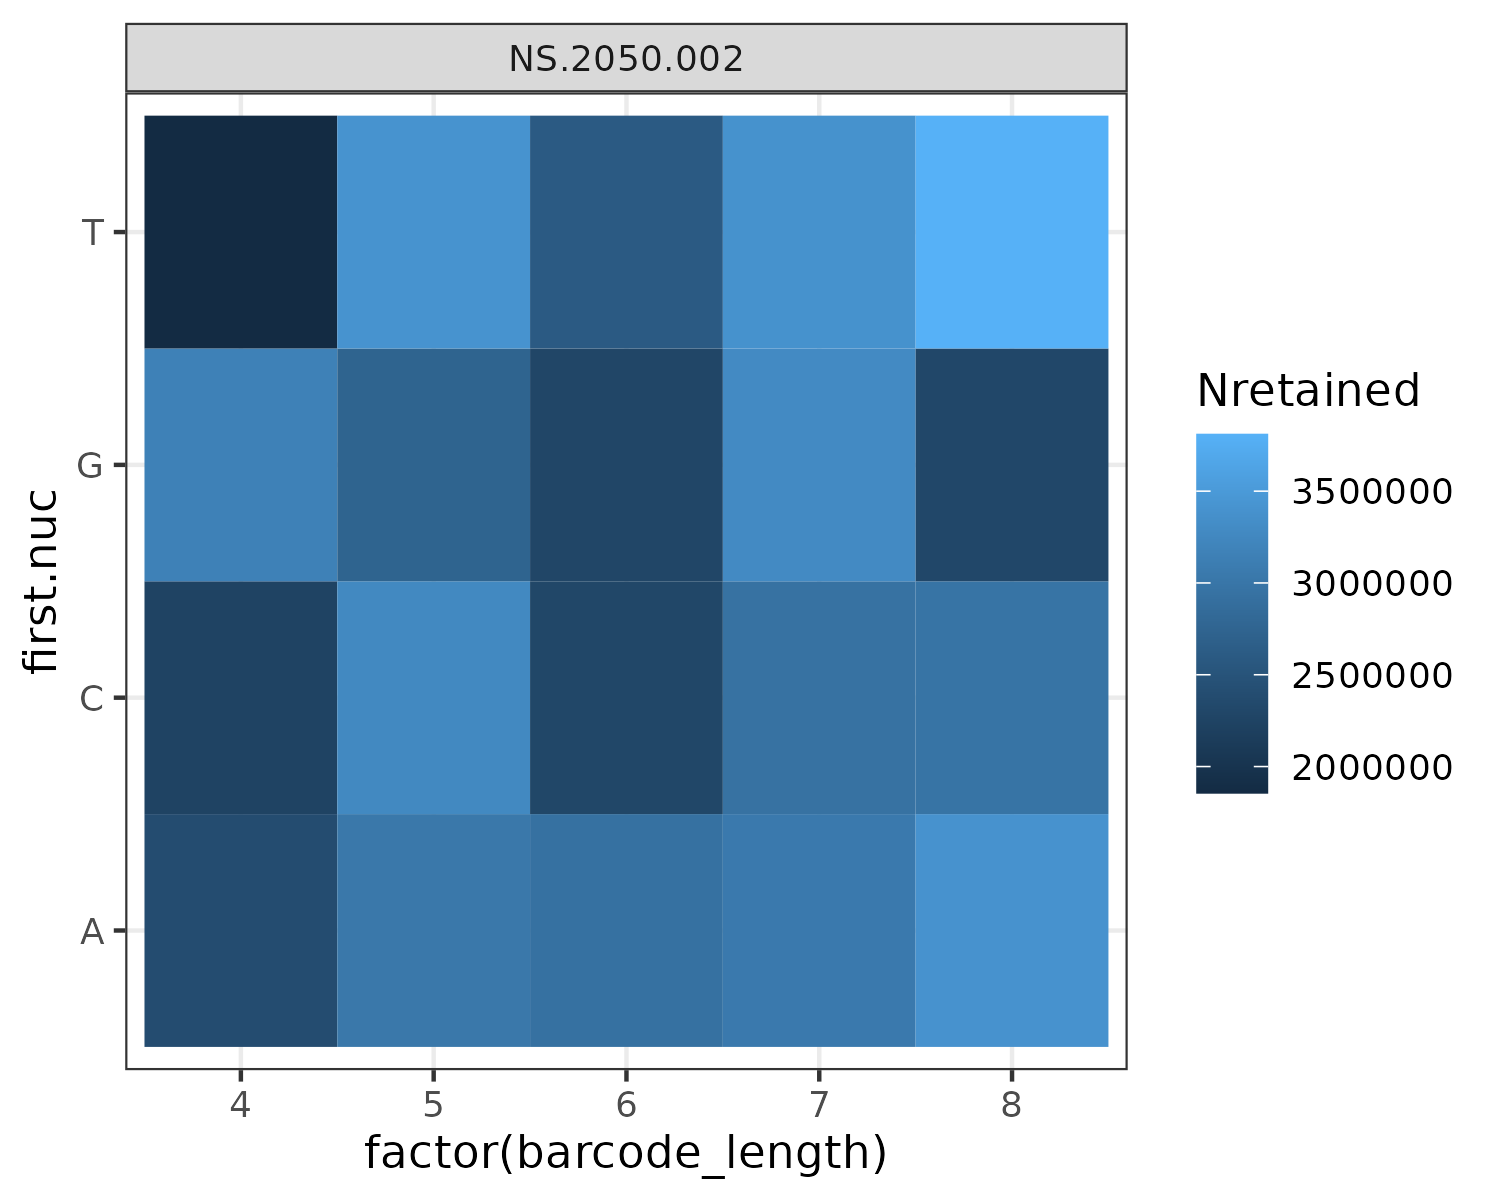 NS.2050.002
T
G
C
A
first.nuc
4 5 6 7 8
factor(barcode_length)
Nretained
3500000
3000000
2500000
2000000